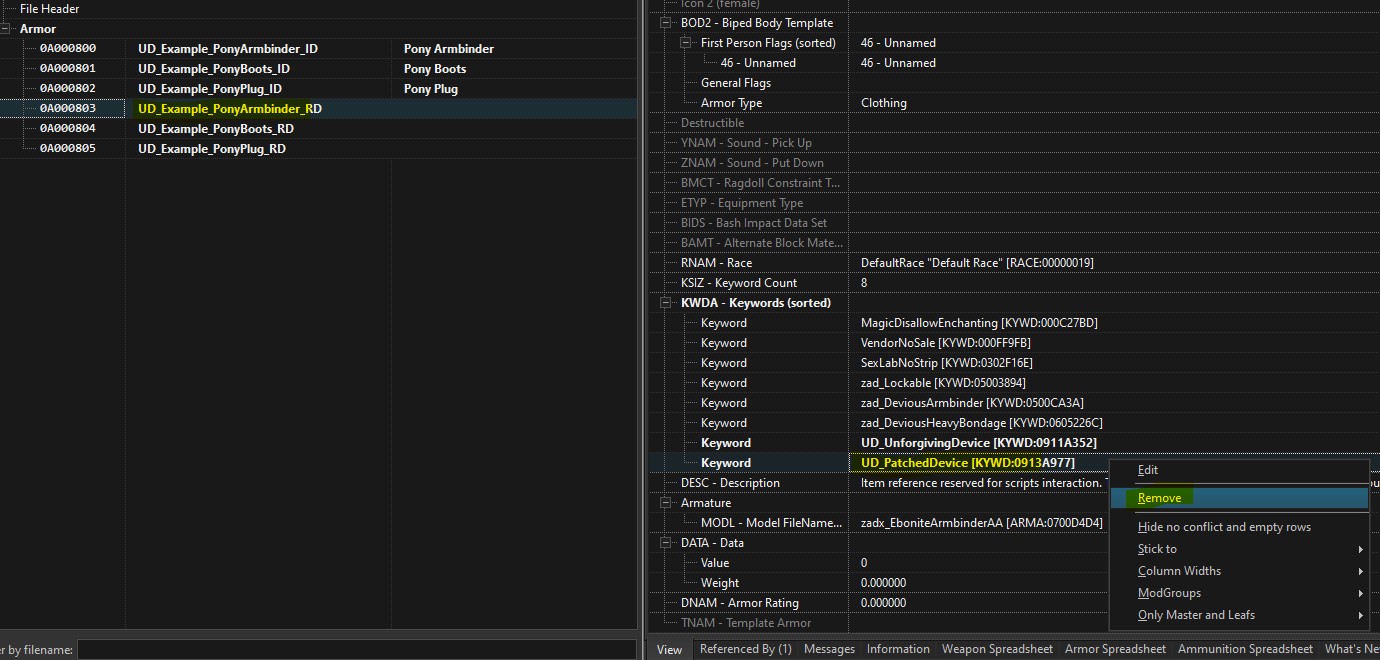 File Header
Armor
0A000800 UD_Example_PonyArmbinder_ID Pony Armbinder
0A000801 UD_Example_PonyBoots_ID Pony Boots
0A000802 UD_Example_PonyPlug_ID Pony Plug
0A000803 UD_Example_PonyArmbinder_RD
0A000804 UD_Example_PonyBoots_RD
0A000805 UD_Example_PonyPlug_RD
er by filename:
Icon 2 (female)
BOD2 - Biped Body Template
First Person Flags (sorted) 46 - Unnamed
46 - Unnamed 46 - Unnamed
General Flags
Armor Type Clothing
Destructible
YNAM - Sound - Pick Up
ZNAM - Sound - Put Down
BMCT - Ragdoll Constraint T...
ETYP - Equipment Type
BIDS - Bash Impact Data Set
BAMT - Alternate Block Mate...
RNAM - Race DefaultRace "Default Race" [RACE:00000019]
KSIZ - Keyword Count 8
KWDA - Keywords (sorted)
Keyword MagicDisallowEnchanting [KYWD:000C27BD]
Keyword VendorNoSale [KYWD:000FF9FB]
Keyword SexLabNoStrip [KYWD:0302F16E]
Keyword zad_Lockable [KYWD:05003894]
Keyword zad_DeviousArmbinder [KYWD:0500CA3A]
Keyword zad_DeviousHeavyBondage [KYWD:0605226C]
Keyword UD_UnforgivingDevice [KYWD:0911A352]
Keyword UD_PatchedDevice [KYWD:0913A977]
DESC - Description Item reference reserved for scripts interaction.
Armature
MODL - Model FileName... zadx_EboniteArmbinderAA [ARMA:0700D4D4]
DATA - Data
Value 0
Weight 0.000000
DNAM - Armor Rating 0.000000
TNAM - Template Armor
Edit
Remove
Hide no conflict and empty rows
Stick to
Column Widths
ModGroups
Only Master and Leafs
View Referenced By (1) Messages Information Weapon Spreadsheet Armor Spreadsheet Ammunition Spreadsheet What's Ne